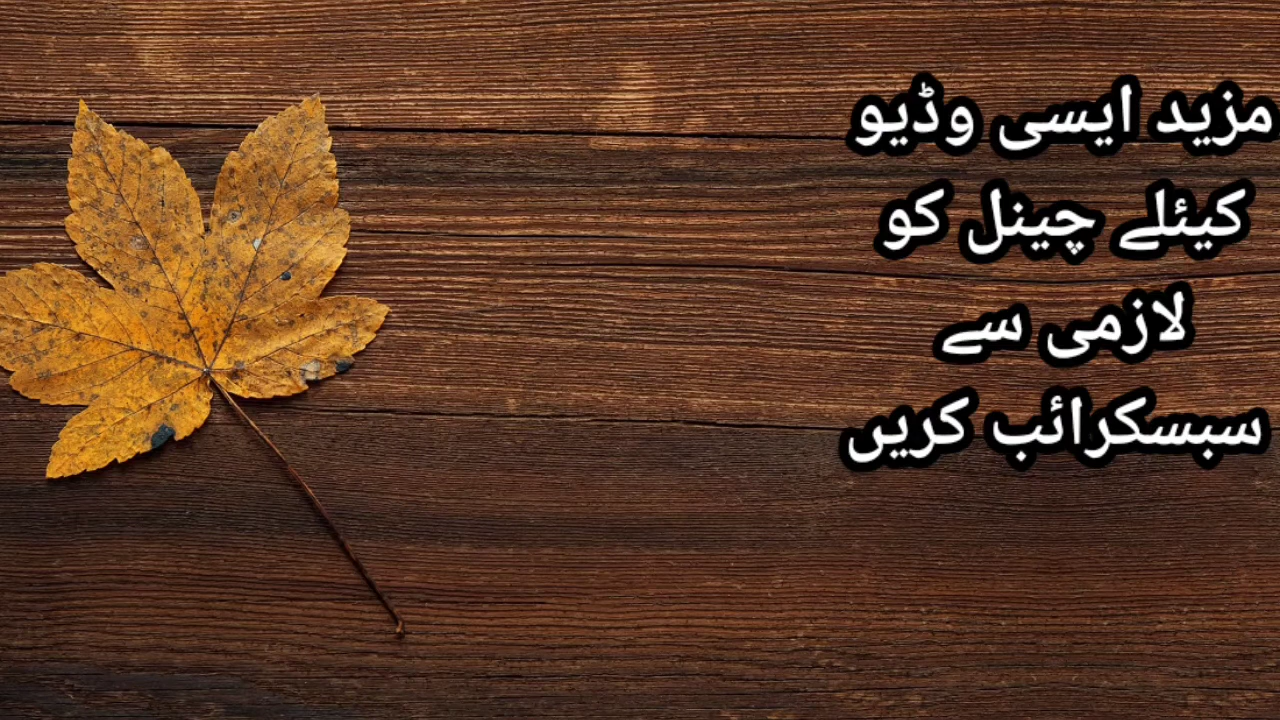 مزید ایسی وڈیو
کیئلے چینل کو
لازمی سے
سبسکرائب کریں